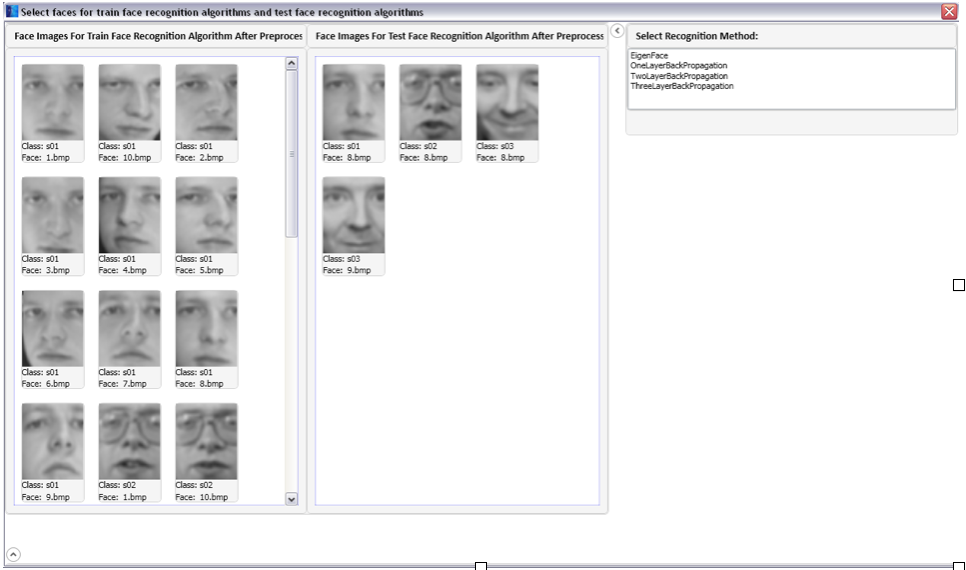 Select faces for train face recognition algorithms and test face recognition algorithms
Face Images For Train Face Recognition Algorithm After Preproces
Face Images For Test Face Recognition Algorithm After Preprocess
Select Recognition Method:
EigenFace
OneLayerBackPropagation
TwoLayerBackPropagation
ThreeLayerBackPropagation
Class: s01
Face: 1.bmp
Class: s01
Face: 10.bmp
Class: s01
Face: 2.bmp
Class: s01
Face: 3.bmp
Class: s01
Face: 4.bmp
Class: s01
Face: 5.bmp
Class: s01
Face: 6.bmp
Class: s01
Face: 7.bmp
Class: s01
Face: 8.bmp
Class: s01
Face: 9.bmp
Class: s02
Face: 1.bmp
Class: s02
Face: 10.bmp
Class: s01
Face: 8.bmp
Class: s02
Face: 8.bmp
Class: s03
Face: 8.bmp
Class: s03
Face: 9.bmp